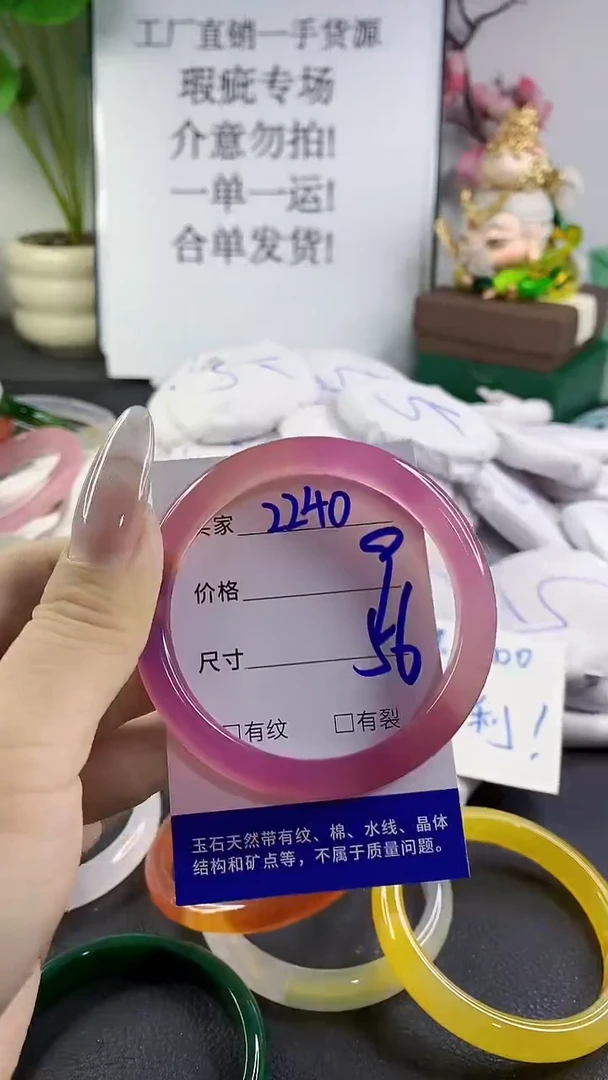 工厂直销一手货源
瑕疵专场
介意勿拍!
一单一运!
合单发货!
家 2240
价格
尺寸 56
□有纹 □有裂
玉石天然带有纹、棉、水线、晶体
结构和矿点等，不属于质量问题。
利!